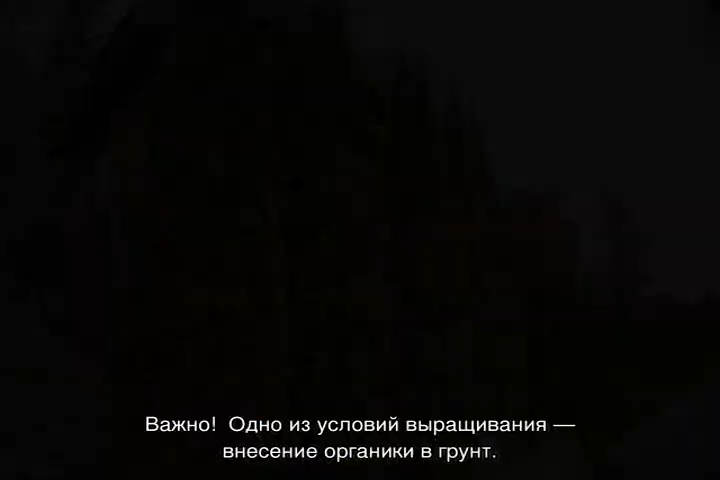 Важно!  Одно из условий выращивания —
внесение органики в грунт.